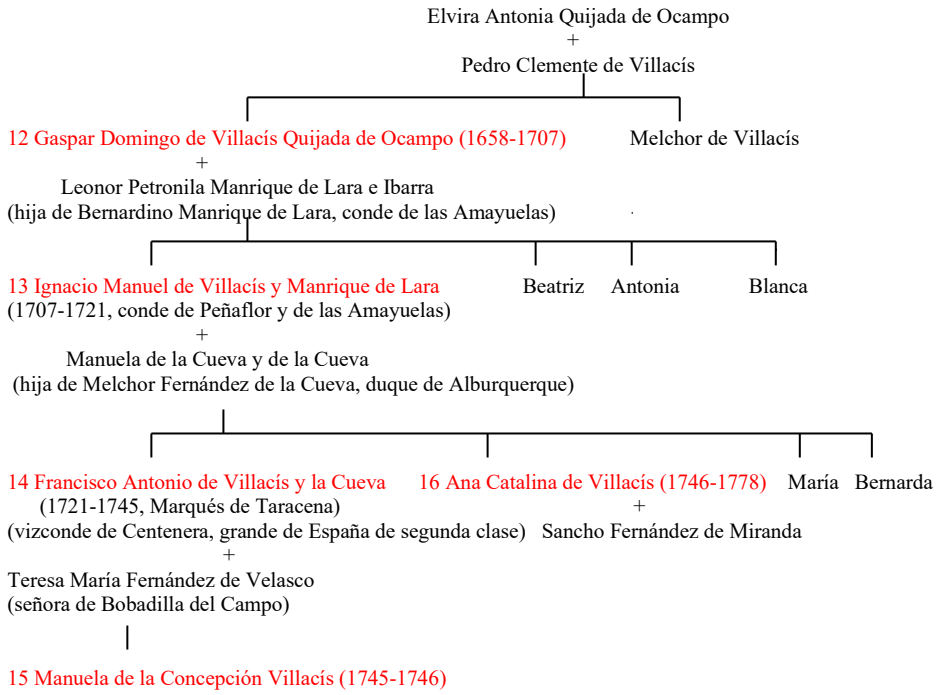 Elvira Antonia Quijada de Ocampo
+
Pedro Clemente de Villacís
12 Gaspar Domingo de Villacís Quijada de Ocampo (1658-1707) Melchor de Villacís
+
Leonor Petronila Manrique de Lara e Ibarra
(hija de Bernardino Manrique de Lara, conde de las Amayuelas)
13 Ignacio Manuel de Villacís y Manrique de Lara Beatriz Antonia Blanca
(1707-1721, conde de Peñaflor y de las Amayuelas)
+
Manuela de la Cueva y de la Cueva
(hija de Melchor Fernández de la Cueva, duque de Alburquerque)
14 Francisco Antonio de Villacís y la Cueva 16 Ana Catalina de Villacís (1746-1778) María Bernarda
(1721-1745, Marqués de Taracena) +
(vizconde de Centenera, grande de España de segunda clase) Sancho Fernández de Miranda
+
Teresa María Fernández de Velasco
(señora de Bobadilla del Campo)
15 Manuela de la Concepción Villacís (1745-1746)